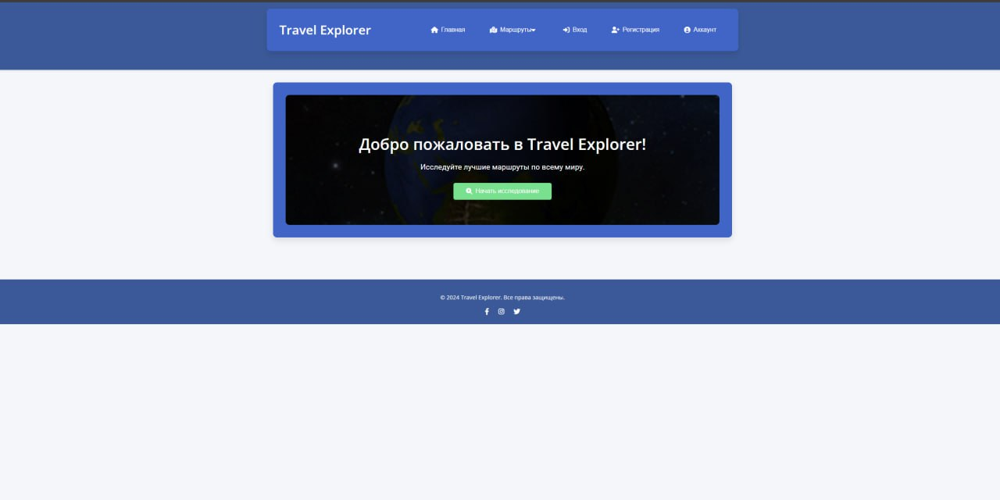 Travel Explorer
Главная Маршруты Вход Регистрация Аккаунт
Добро пожаловать в Travel Explorer!
Исследуйте лучшие маршруты по всему миру.
Начать исследование
© 2024 Travel Explorer. Все права защищены.